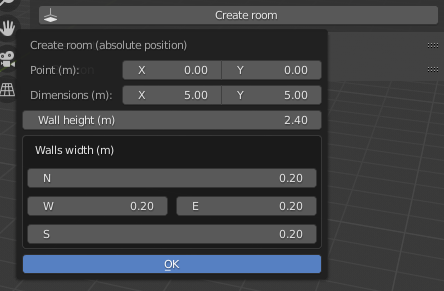 Create room
Create room (absolute position)
Point (m): X 0.00 Y 0.00
Dimensions (m): X 5.00 Y 5.00
Wall height (m) 2.40
Walls width (m)
N 0.20
W 0.20 E 0.20
S 0.20
OK